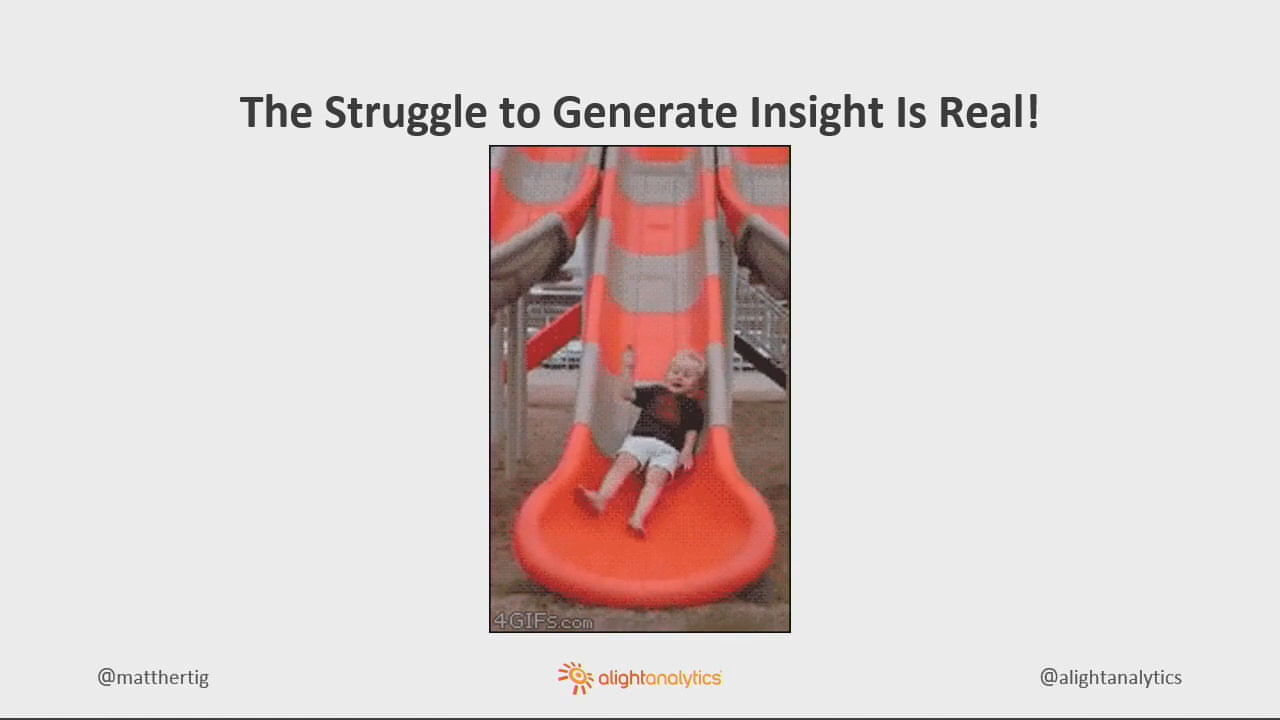 The Struggle to Generate Insight Is Real!
4GIFs.com
@matthertig
alightanalytics
@alightanalytics